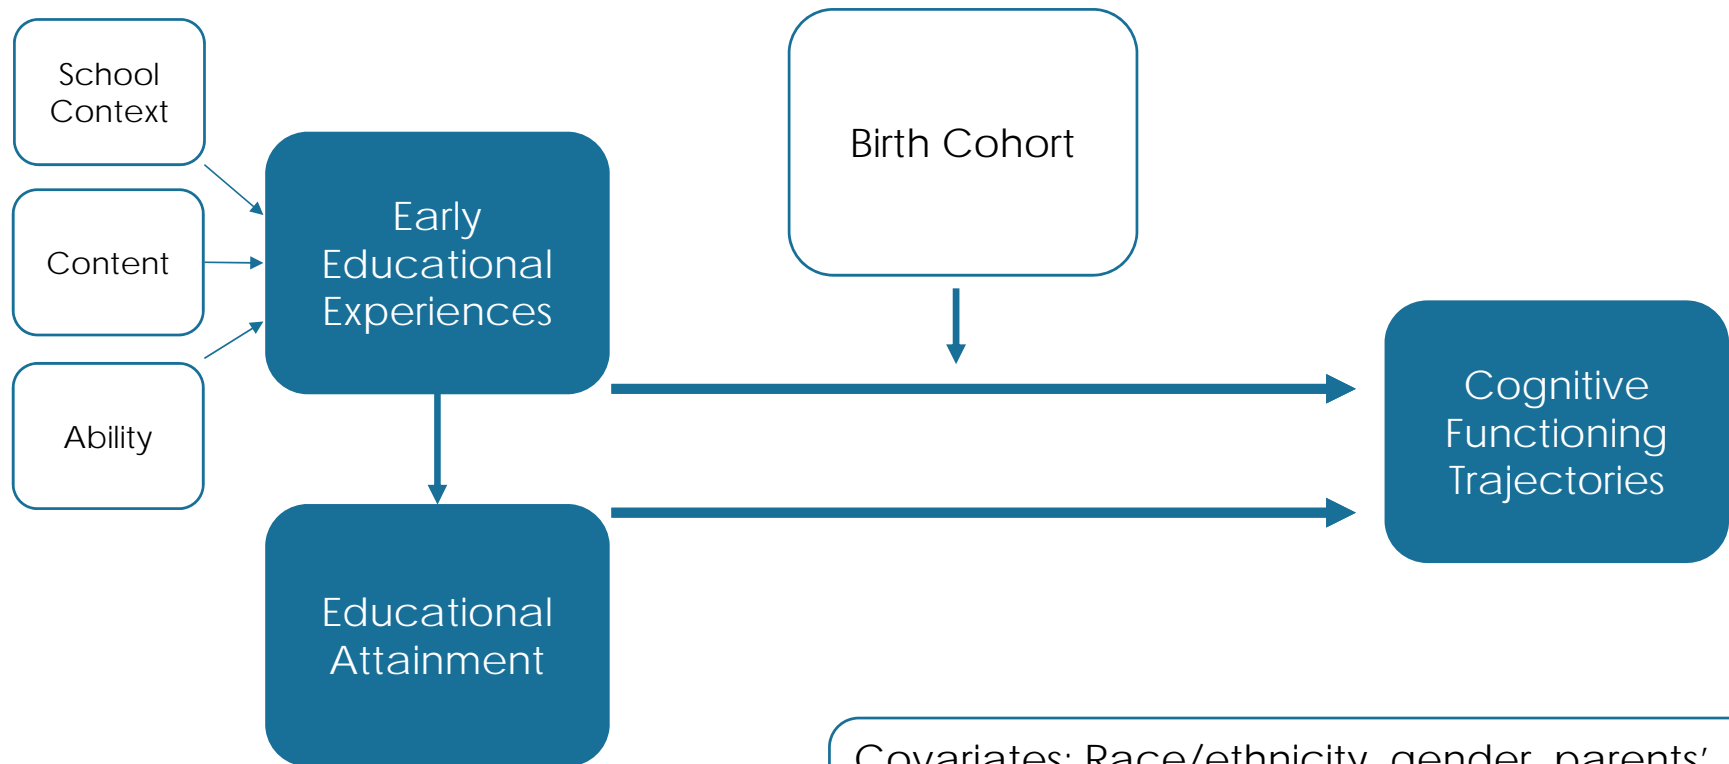 School
Context
Content
Ability
Early
Educational
Experiences
Birth Cohort
Educational
Attainment
Cognitive
Functioning
Trajectories
Covariates: Race/ethnicity, gender, parents'